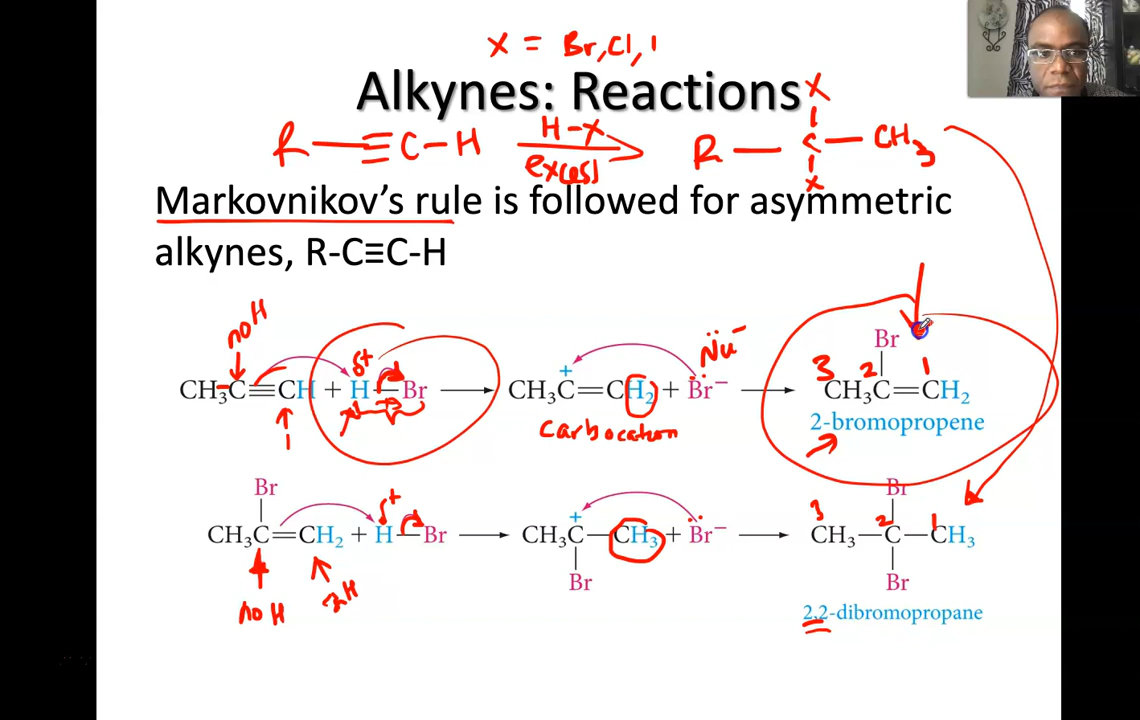 X = Br, Cl, I
Alkynes: Reactions
R—≡C-H H-X excess R—C—CH3
X
X
Markovnikov's rule is followed for asymmetric
alkynes, R-C≡C-H
no H
δ+
Nu-
Br
3 2 1
CH3C≡CH + H—Br ⟶ CH3C=CH2 + Br− ⟶ CH3C=CH2
+
1
carbocation
2-bromopropene
Br
δ+
+
Br
3 2 1
CH3C=CH2 + H—Br ⟶ CH3C—CH3 + Br− ⟶ CH3—C—CH3
Br
Br
no H
2H
2,2-dibromopropane